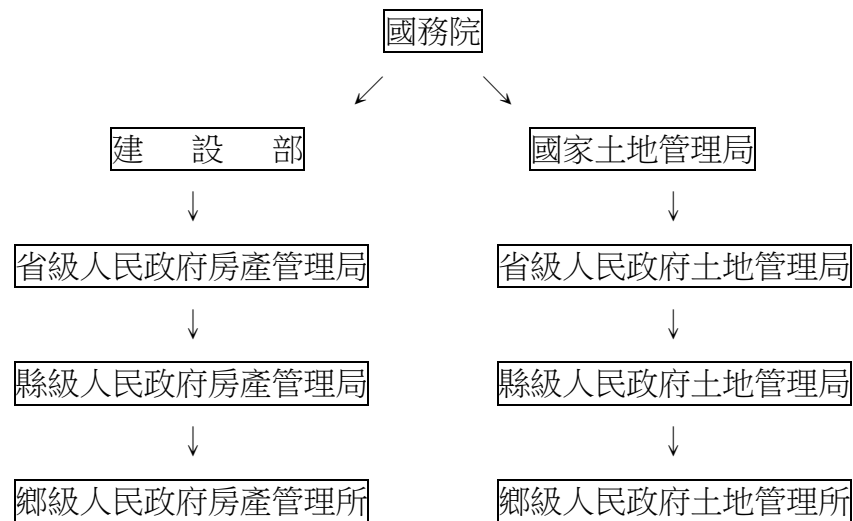 國務院
建 設 部 國家土地管理局
省級人民政府房產管理局 省級人民政府土地管理局
縣級人民政府房產管理局 縣級人民政府土地管理局
鄉級人民政府房產管理所 鄉級人民政府土地管理所